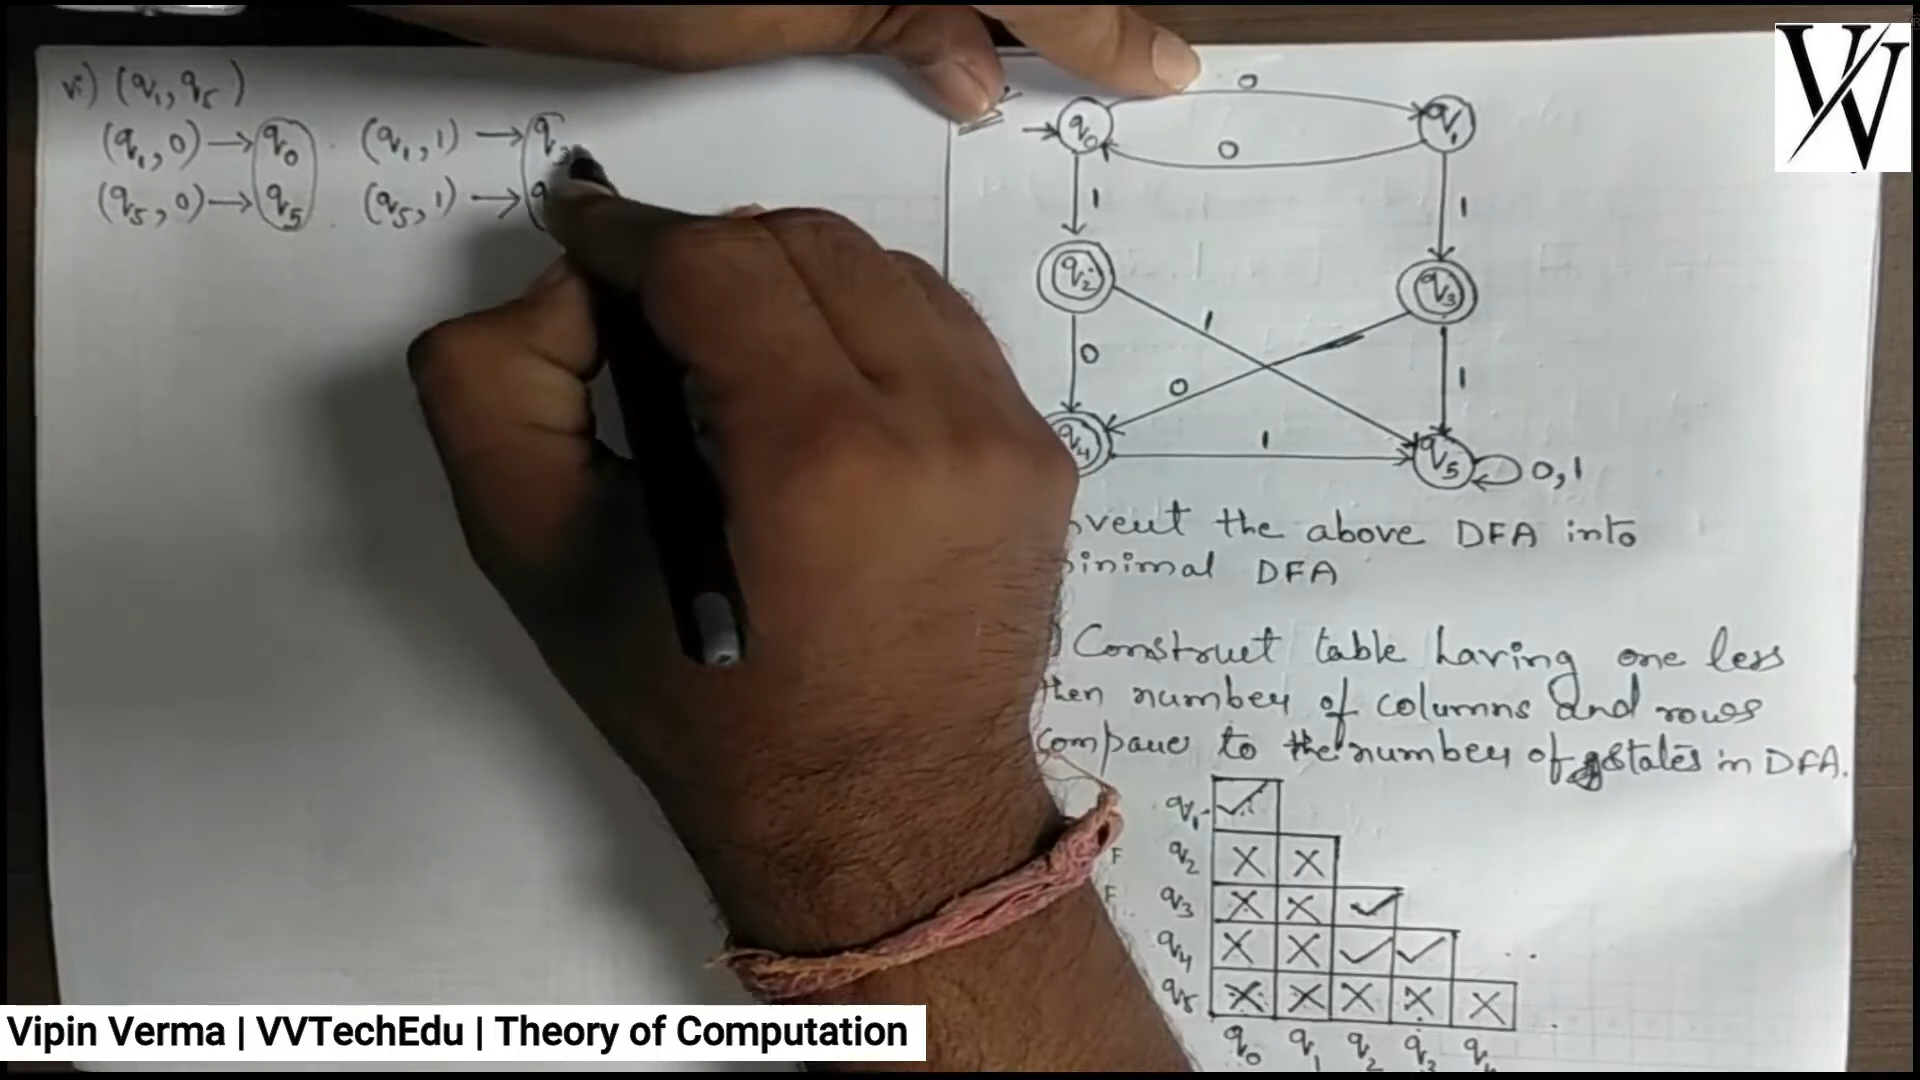 vi) (q₁, q₅)
(q₁, 0) → q₀ (q₁, 1) → q₃
(q₅, 0) → q₅ (q₅, 1) → q
0
q₀ q₁
0
1 1
q₂ q₃
1
0 0 1
q₄ 1 q₅ 0,1
the above DFA into
DFA
Construct table having one less
then number of columns and rows
to the number of states in DFA.
q₁ ✓
F q₂ X X
F q₃ X X ✓
q₄ X X ✓ ✓
q₅ X X X X X
q₀ q₁ q₂ q₃ q₄
VV
Vipin Verma | VVTechEdu | Theory of Computation